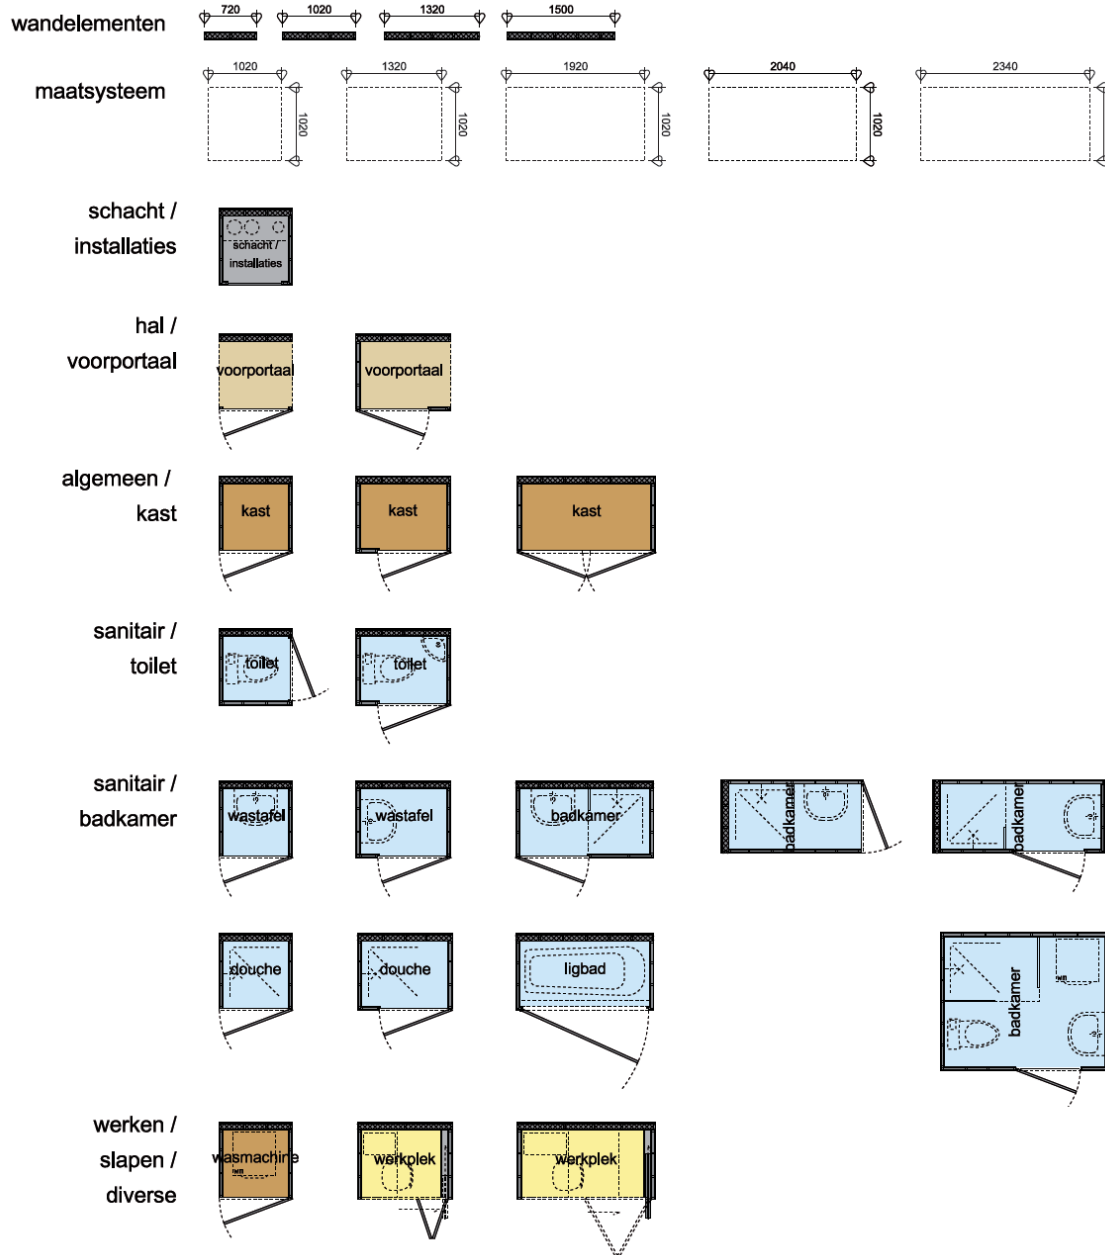 wandelementen
720 1020 1320 1500
maatsysteem
1020 1320 1920 2040 2340
1020 1020 1020 1020
schacht /
installaties
schacht /
installaties
hal /
voorportaal
voorportaal voorportaal
algemeen /
kast
kast kast kast
sanitair /
toilet
toilet toilet
sanitair /
badkamer
wastafel wastafel badkamer badkamer badkamer
douche douche ligbad badkamer
werken /
slapen /
diverse
wasmachine werkplek werkplek